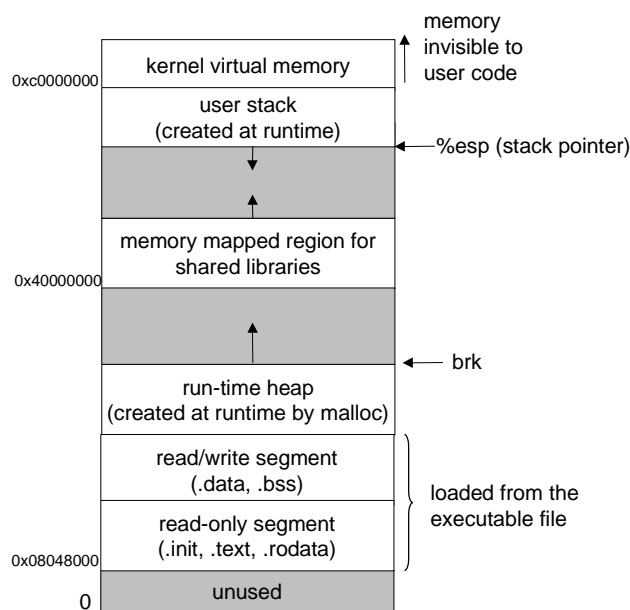 memory
invisible to
user code
kernel virtual memory
0xc0000000
user stack
(created at runtime)
%esp (stack pointer)
memory mapped region for
shared libraries
0x40000000
brk
run-time heap
(created at runtime by malloc)
read/write segment
(.data, .bss)
loaded from the
executable file
read-only segment
(.init, .text, .rodata)
0x08048000
unused
0